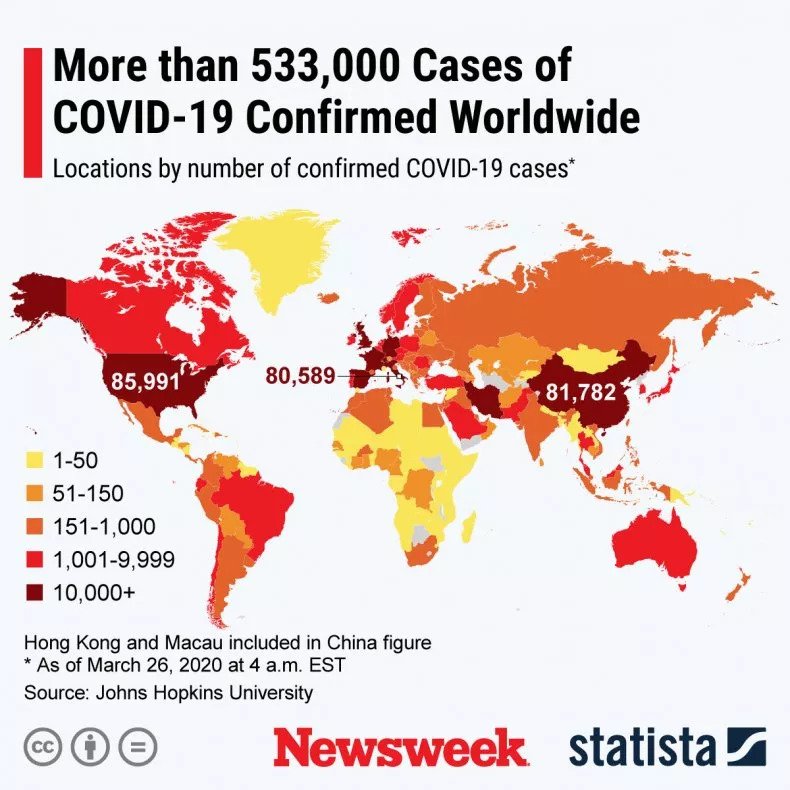 More than 533,000 Cases of
COVID-19 Confirmed Worldwide
Locations by number of confirmed COVID-19 cases*
85,991
80,589
81,782
1-50
51-150
151-1,000
1,001-9,999
10,000+
Hong Kong and Macau included in China figure
* As of March 26, 2020 at 4 a.m. EST
Source: Johns Hopkins University
cc
Newsweek
statista